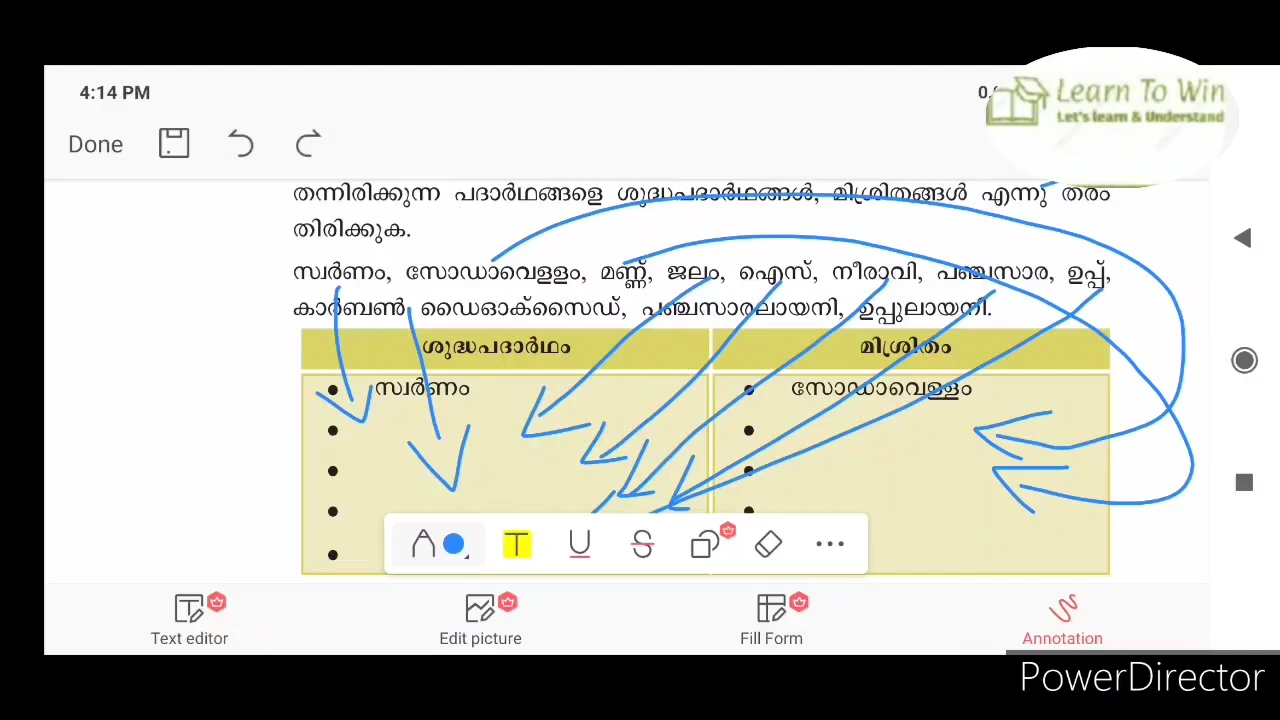 4:14 PM
0.
Learn To Win
Let's learn & Understand
Done
തന്നിരിക്കുന്ന പദാർഥങ്ങളെ ശുദ്ധപദാർഥങ്ങൾ, മിശ്രിതങ്ങൾ എന്നു തരം
തിരിക്കുക.
സ്വർണം, സോഡാവെള്ളം, മണ്ണ്, ജലം, ഐസ്, നീരാവി, പഞ്ചസാര, ഉപ്പ്,
കാർബൺ ഡൈഓക്സൈഡ്, പഞ്ചസാരലായനി, ഉപ്പുലായനി.
ശുദ്ധപദാർഥം മിശ്രിതം
• സ്വർണം • സോഡാവെള്ളം
T U S
Text editor Edit picture Fill Form Annotation
PowerDirector